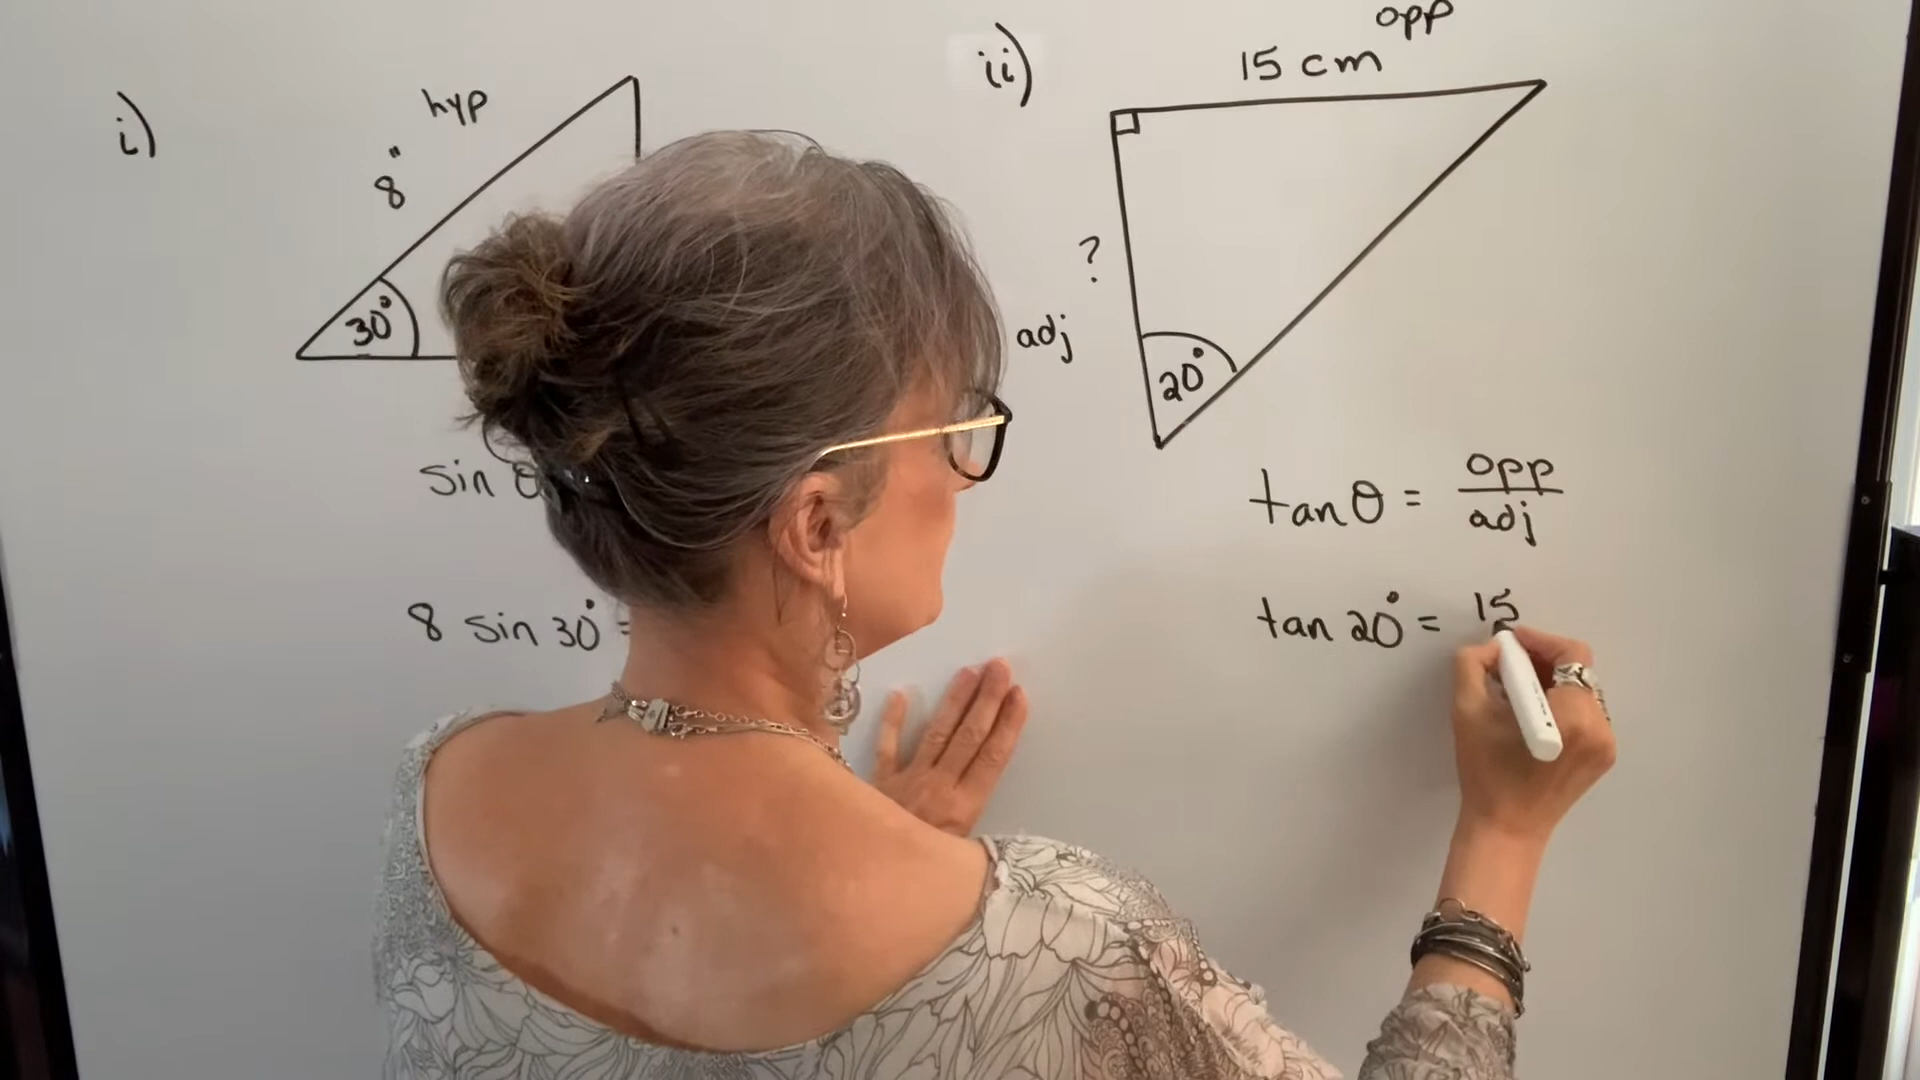 i)
hyp
8"
30°
sin θ
8 sin 30° =
ii)
opp
15 cm
?
adj
20°
tan θ = opp
adj
tan 20° = 15